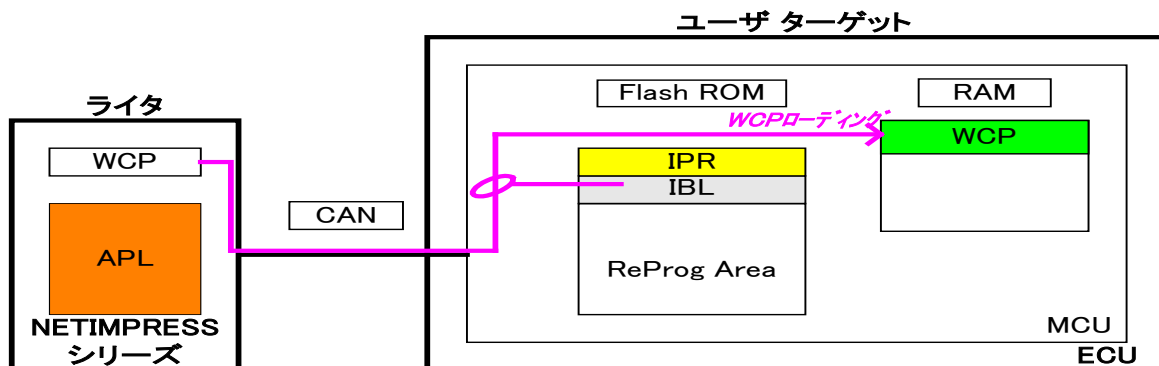 ユーザ ターゲット
ライタ
Flash ROM
RAM
WCPローディング
WCP
WCP
IPR
IBL
CAN
APL
ReProg Area
NETIMPRESS
シリーズ
MCU
ECU